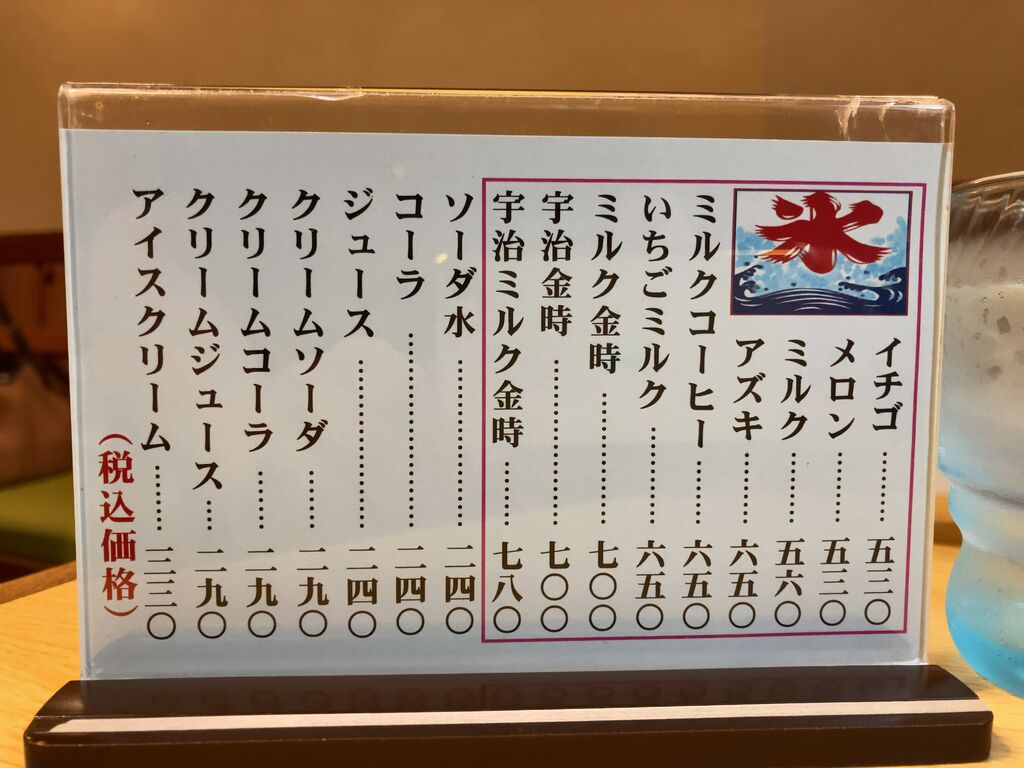 氷
イチゴ…………五三〇
メロン…………五三〇
ミルク…………五六〇
アズキ…………六五〇
ミルクコーヒー…………六五〇
いちごミルク…………六五〇
ミルク金時…………七〇〇
宇治金時…………七〇〇
宇治ミルク金時…………七八〇
ソーダ水…………二四〇
コーラ…………二四〇
ジュース…………二四〇
クリームソーダ…………二九〇
クリームコーラ…………二九〇
クリームジュース……二九〇
アイスクリーム…………二三〇
（税込価格）